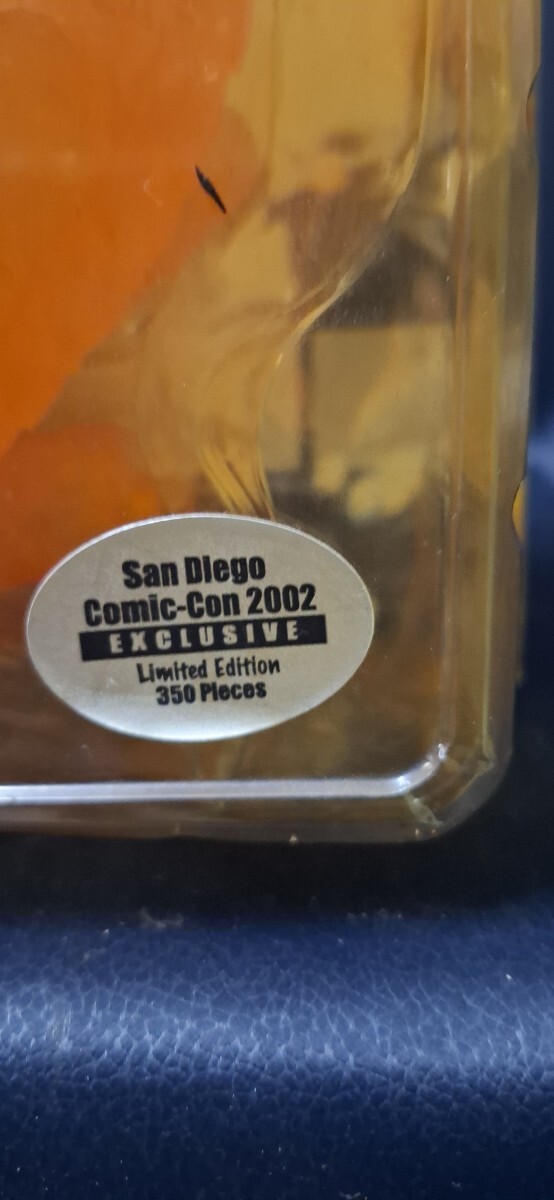 San Diego
Comic-Con 2002
EXCLUSIVE
Limited Edition
350 Pieces